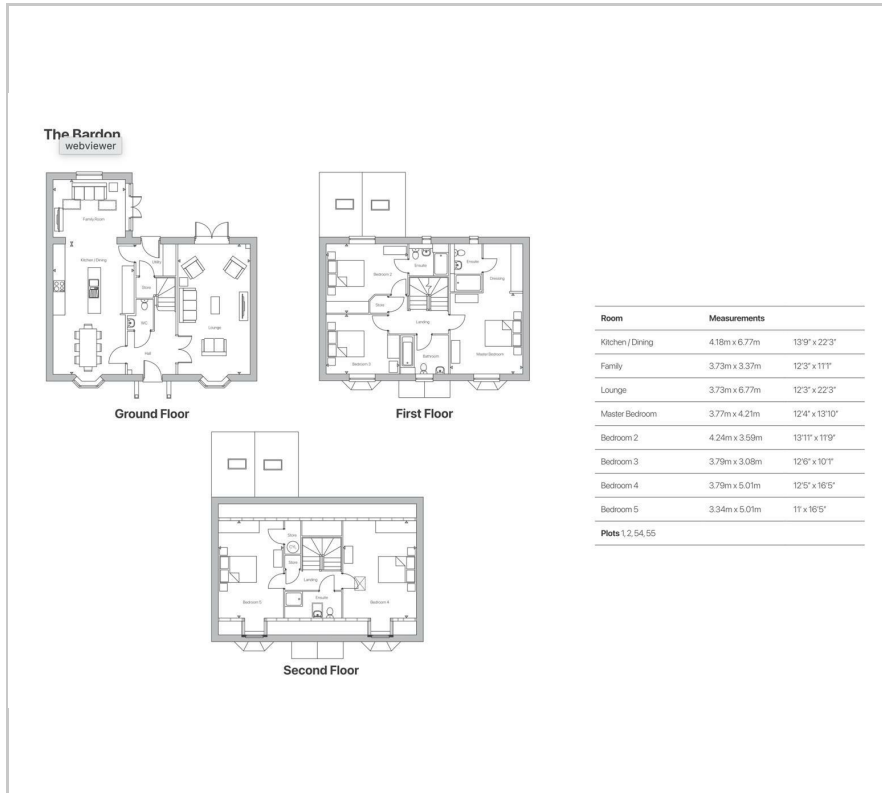 The Bardon
webviewer
Family Room
Kitchen / Dining
Utility
Store
WC
Lounge
Hall
Ground Floor
Bedroom 2
Ensuite
Ensuite
Dressing
Store
Landing
Bedroom 3
Bathroom
Master Bedroom
First Floor
Store
Store
Landing
Ensuite
Bedroom 5
Bedroom 4
Second Floor
Room Measurements
Kitchen / Dining 4.18m x 6.77m 13'9" x 22'3"
Family 3.73m x 3.37m 12'3" x 11'1"
Lounge 3.73m x 6.77m 12'3" x 22'3"
Master Bedroom 3.77m x 4.21m 12'4" x 13'10"
Bedroom 2 4.24m x 3.59m 13'11" x 11'9"
Bedroom 3 3.79m x 3.08m 12'6" x 10'1"
Bedroom 4 3.79m x 5.01m 12'5" x 16'5"
Bedroom 5 3.34m x 5.01m 11' x 16'5"
Plots 1, 2, 54, 55